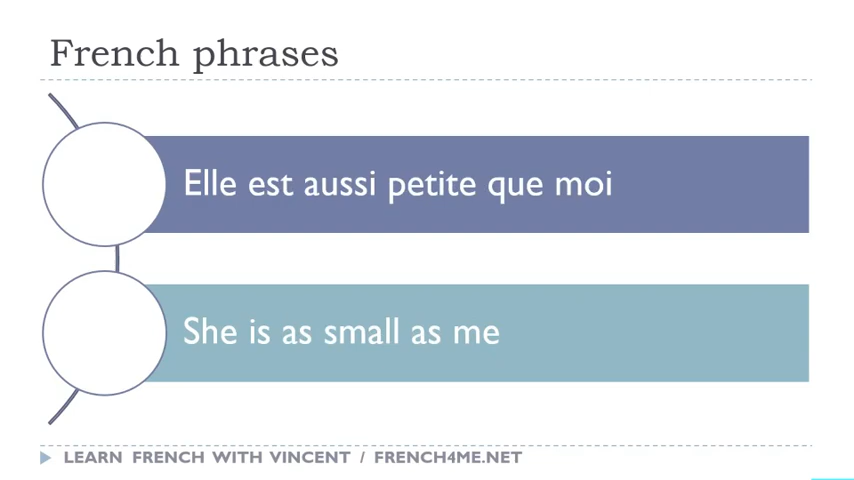 French phrases
Elle est aussi petite que moi
She is as small as me
LEARN FRENCH WITH VINCENT / FRENCH4ME.NET